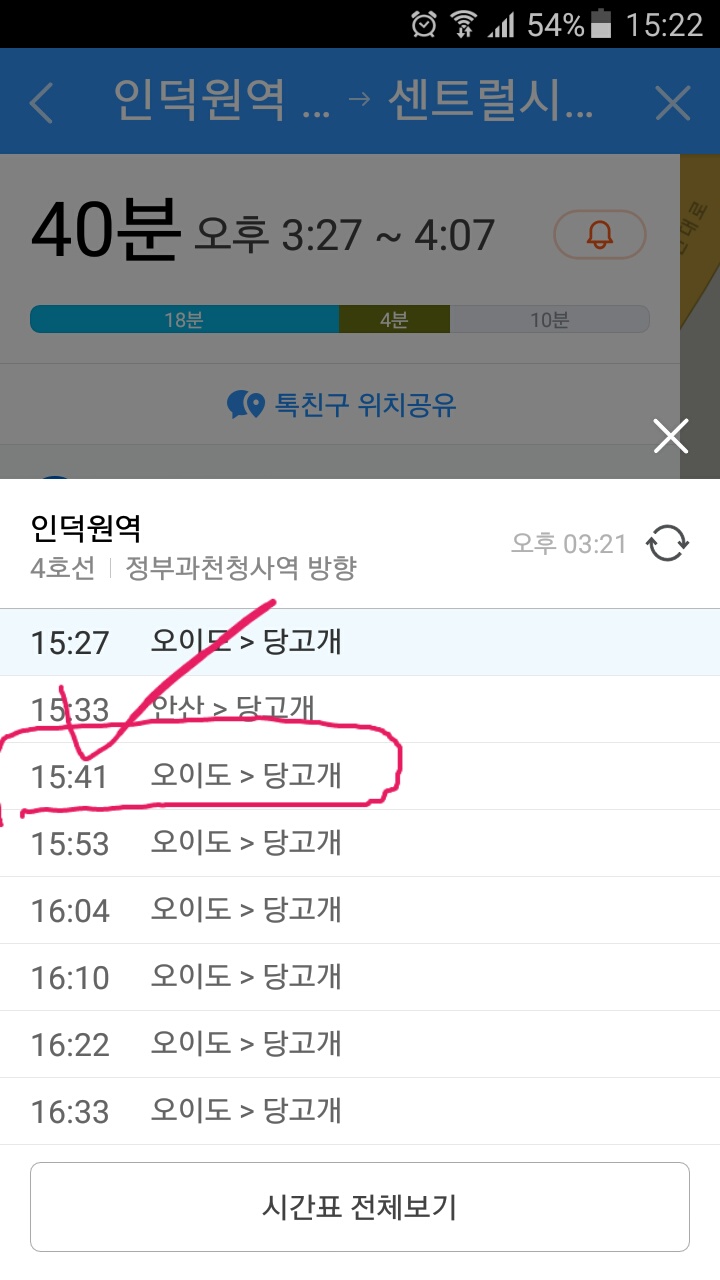 54% 15:22
인덕원역 ... → 센트럴시...
40분 오후 3:27 ~ 4:07
18분 4분 10분
톡친구 위치공유
인덕원역
4호선 | 정부과천청사역 방향
오후 03:21
15:27 오이도 > 당고개
15:33 안산 > 당고개
15:41 오이도 > 당고개
15:53 오이도 > 당고개
16:04 오이도 > 당고개
16:10 오이도 > 당고개
16:22 오이도 > 당고개
16:33 오이도 > 당고개
시간표 전체보기